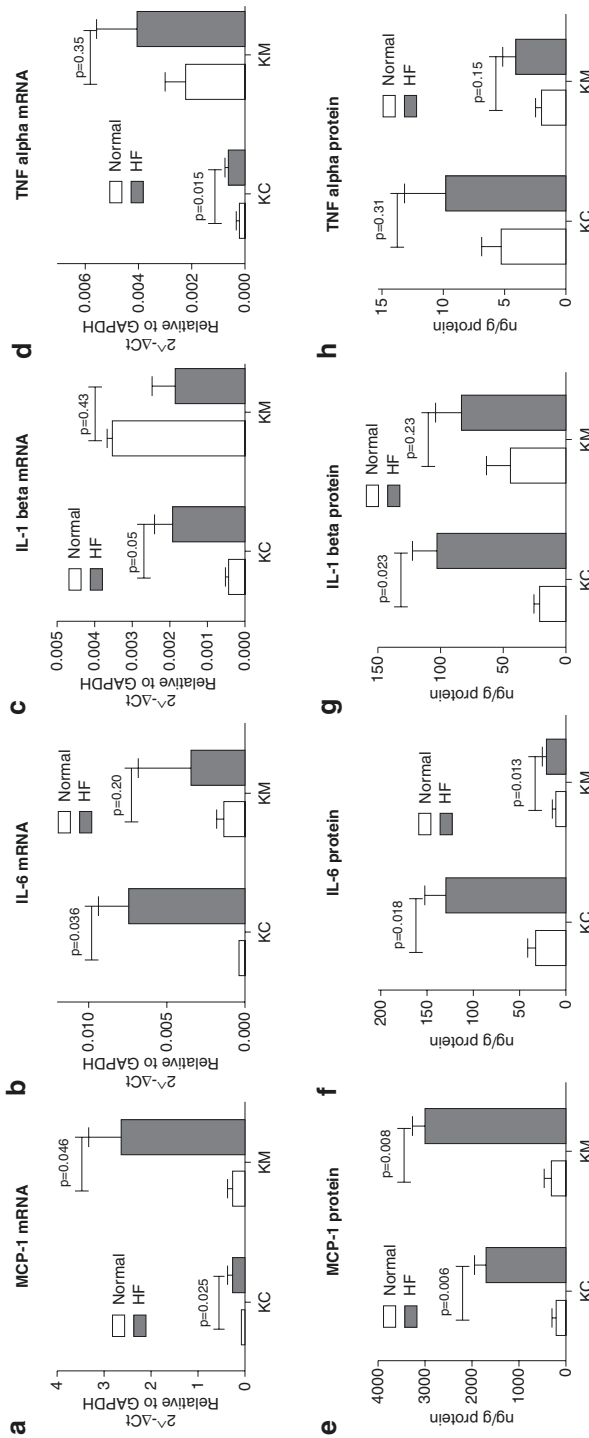 a
MCP-1 mRNA
2^-ΔCt
Relative to GAPDH
4
3
2
1
0
Normal
HF
p=0.025
p=0.046
KC
KM
b
IL-6 mRNA
2^-ΔCt
Relative to GAPDH
0.010
0.005
0.000
Normal
HF
p=0.036
p=0.20
KC
KM
c
IL-1 beta mRNA
2^-ΔCt
Relative to GAPDH
0.005
0.004
0.003
0.002
0.001
0.000
Normal
HF
p=0.05
p=0.43
KC
KM
d
TNF alpha mRNA
2^-ΔCt
Relative to GAPDH
0.006
0.004
0.002
0.000
Normal
HF
p=0.015
p=0.35
KC
KM
e
MCP-1 protein
ng/g protein
4000
3000
2000
1000
0
Normal
HF
p=0.006
p=0.008
KC
KM
f
IL-6 protein
ng/g protein
200
150
100
50
0
Normal
HF
p=0.018
p=0.013
KC
KM
g
IL-1 beta protein
ng/g protein
150
100
50
0
Normal
HF
p=0.023
p=0.23
KC
KM
h
TNF alpha protein
ng/g protein
15
10
5
0
Normal
HF
p=0.31
p=0.15
KC
KM